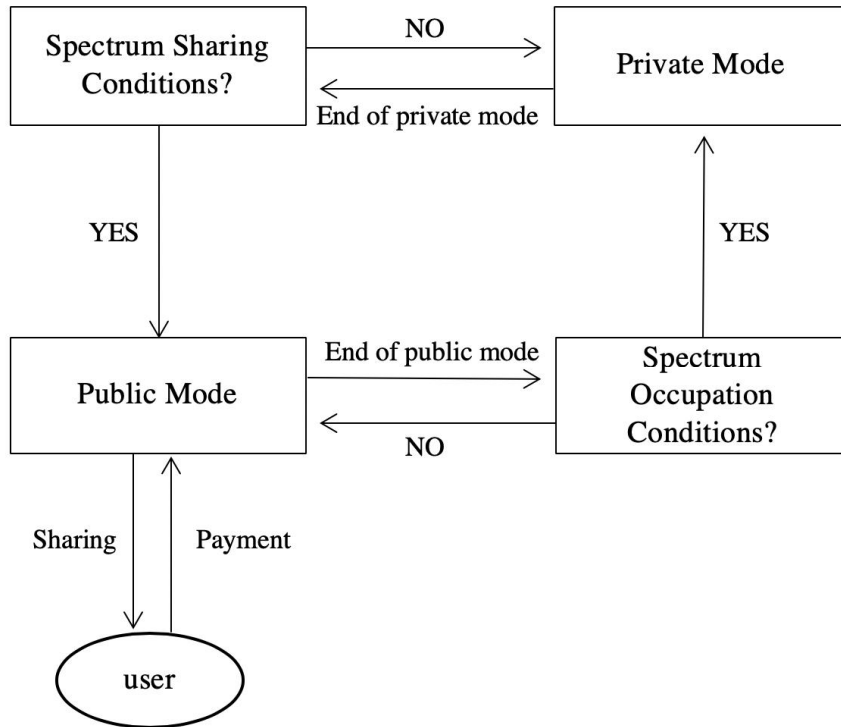 Spectrum Sharing
Conditions?
NO
Private Mode
End of private mode
YES
YES
Public Mode
End of public mode
Spectrum
Occupation
Conditions?
NO
Sharing
Payment
user